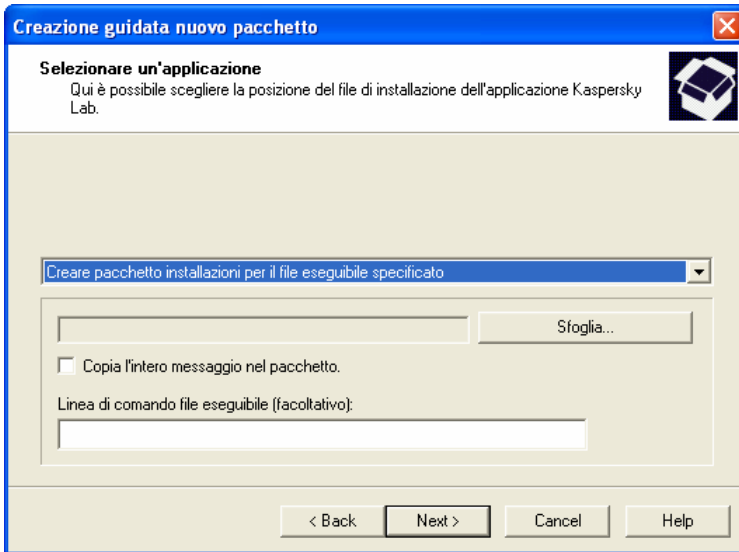 Creazione guidata nuovo pacchetto
Selezionare un'applicazione
Qui è possibile scegliere la posizione del file di installazione dell'applicazione Kaspersky
Lab.
Creare pacchetto installazioni per il file eseguibile specificato
Sfoglia...
Copia l'intero messaggio nel pacchetto.
Linea di comando file eseguibile (facoltativo):
< Back Next > Cancel Help